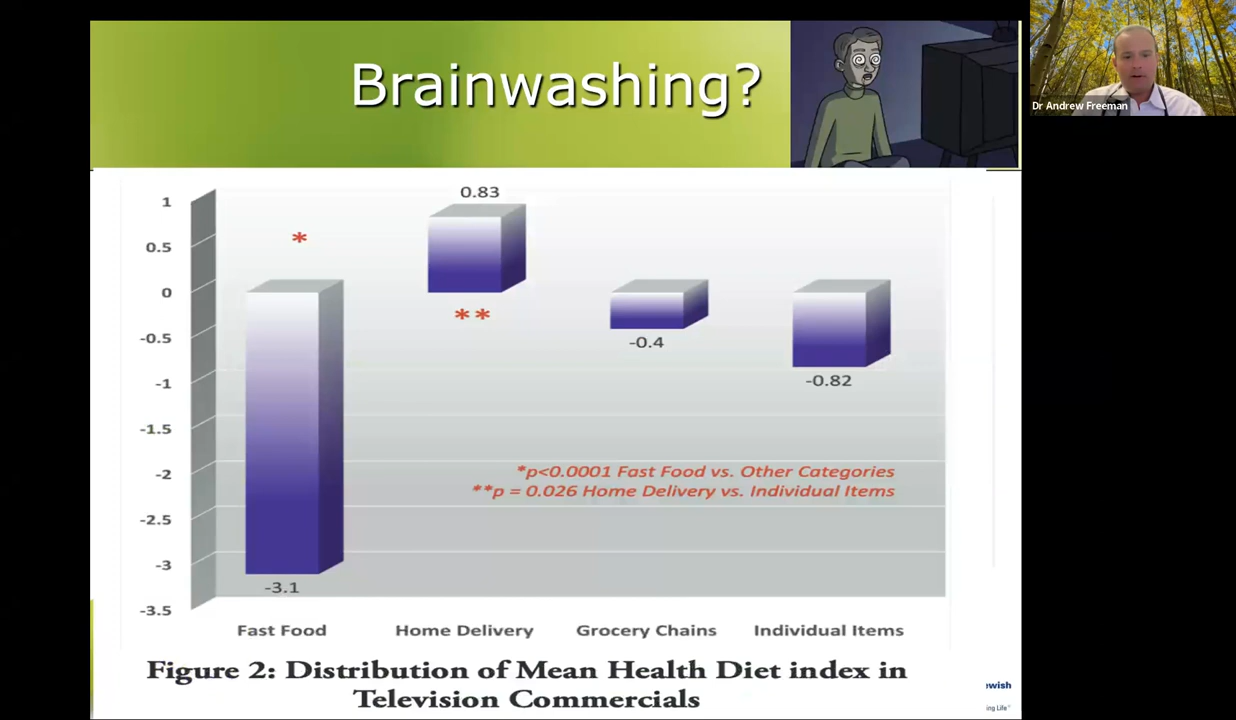 Brainwashing?
Dr Andrew Freeman
1
0.5
0
-0.5
-1
-1.5
-2
-2.5
-3
-3.5
*
0.83
**
-0.4
-0.82
-3.1
*p<0.0001 Fast Food vs. Other Categories
**p = 0.026 Home Delivery vs. Individual Items
Fast Food Home Delivery Grocery Chains Individual Items
Figure 2: Distribution of Mean Health Diet index in
Television Commercials
wish
ing Life